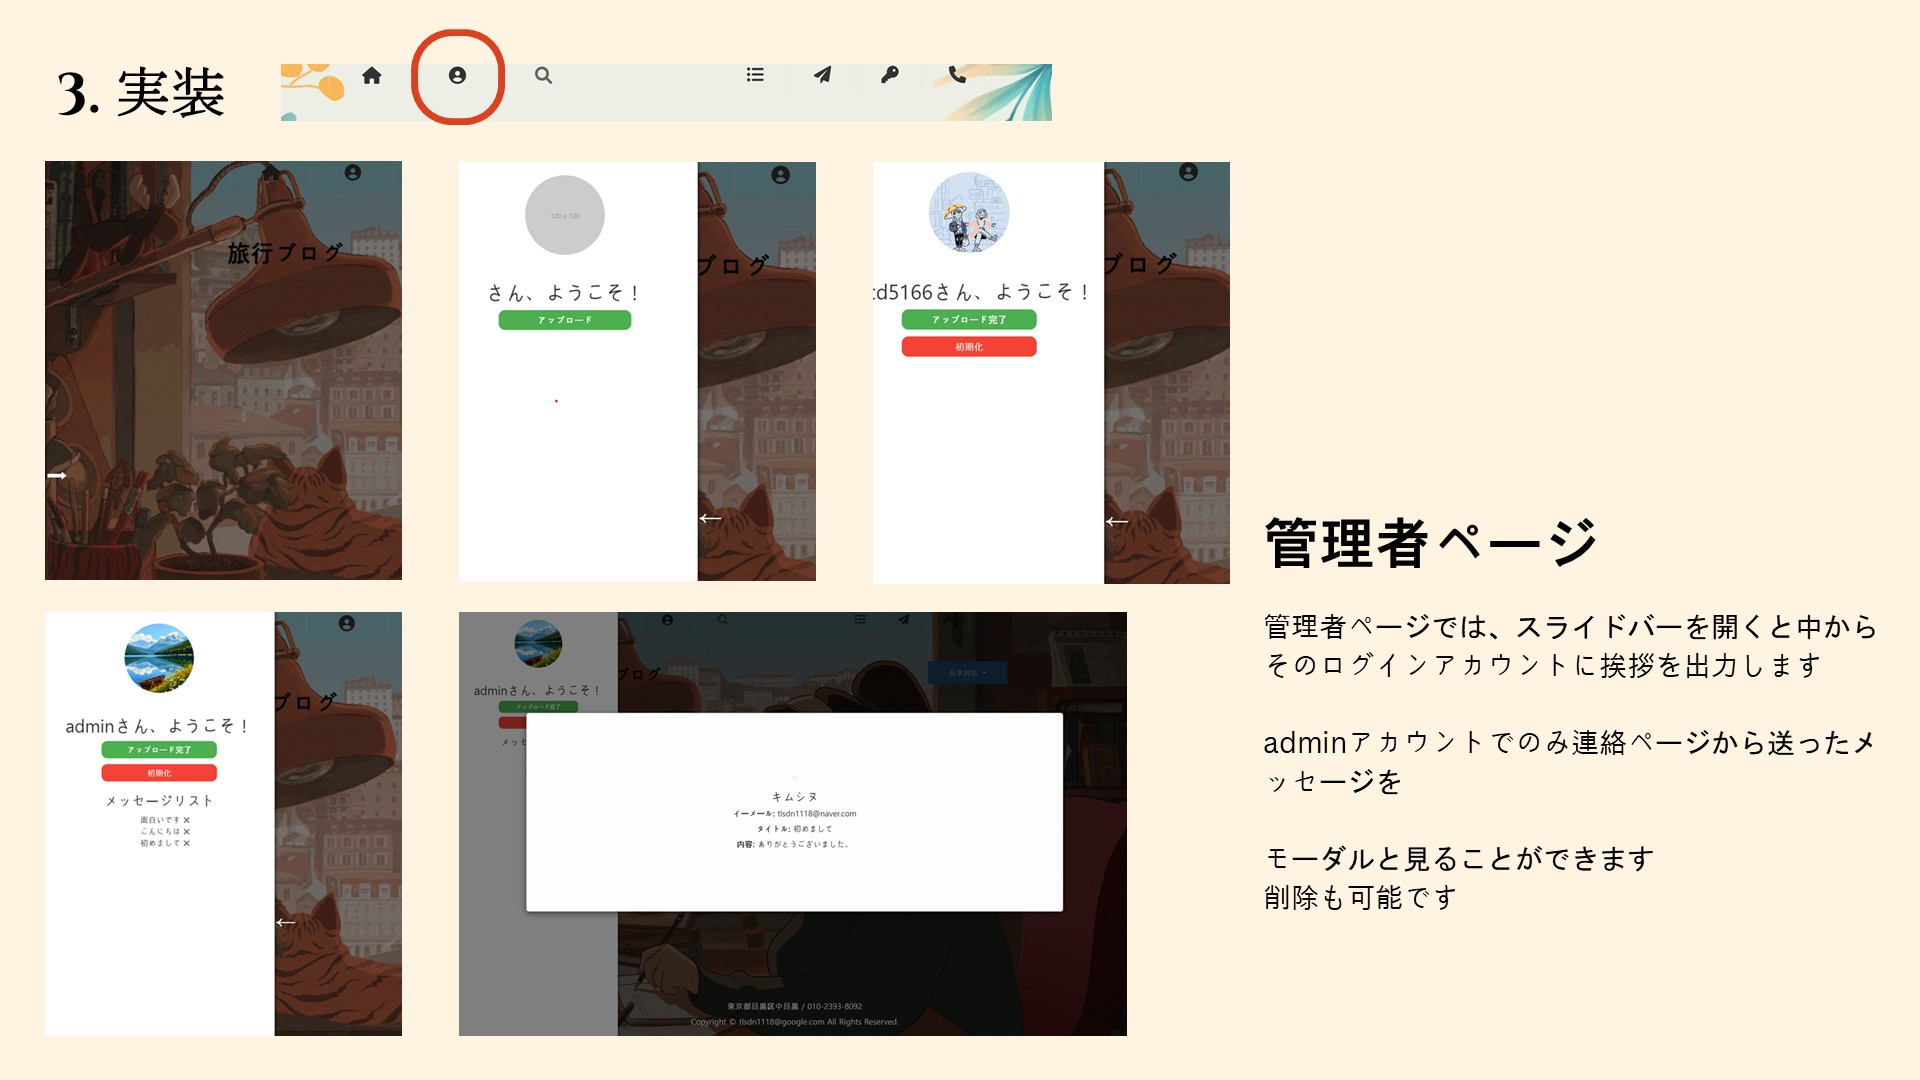 3. 実装
旅行ブログ
120 x 120
さん、ようこそ！
アップロード
ブログ
cd5166さん、ようこそ！
アップロード完了
初期化
ブログ
管理者ページ
管理者ページでは、スライドバーを開くと中から
そのログインアカウントに挨拶を出力します
adminアカウントでのみ連絡ページから送ったメ
ッセージを
モーダルと見ることができます
削除も可能です
adminさん、ようこそ！
アップロード完了
初期化
メッセージリスト
面白いです ✕
こんにちは ✕
初めまして ✕
ブログ
adminさん、ようこそ！
アップロード完了
メッセ
ブログ
キムシヌ
イーメール: tlsdn1118@naver.com
タイトル: 初めまして
内容: ありがとうございました。
東京都目黒区中目黒 / 010-2393-8092
Copyright © tlsdn1118@google.com All Rights Reserved.